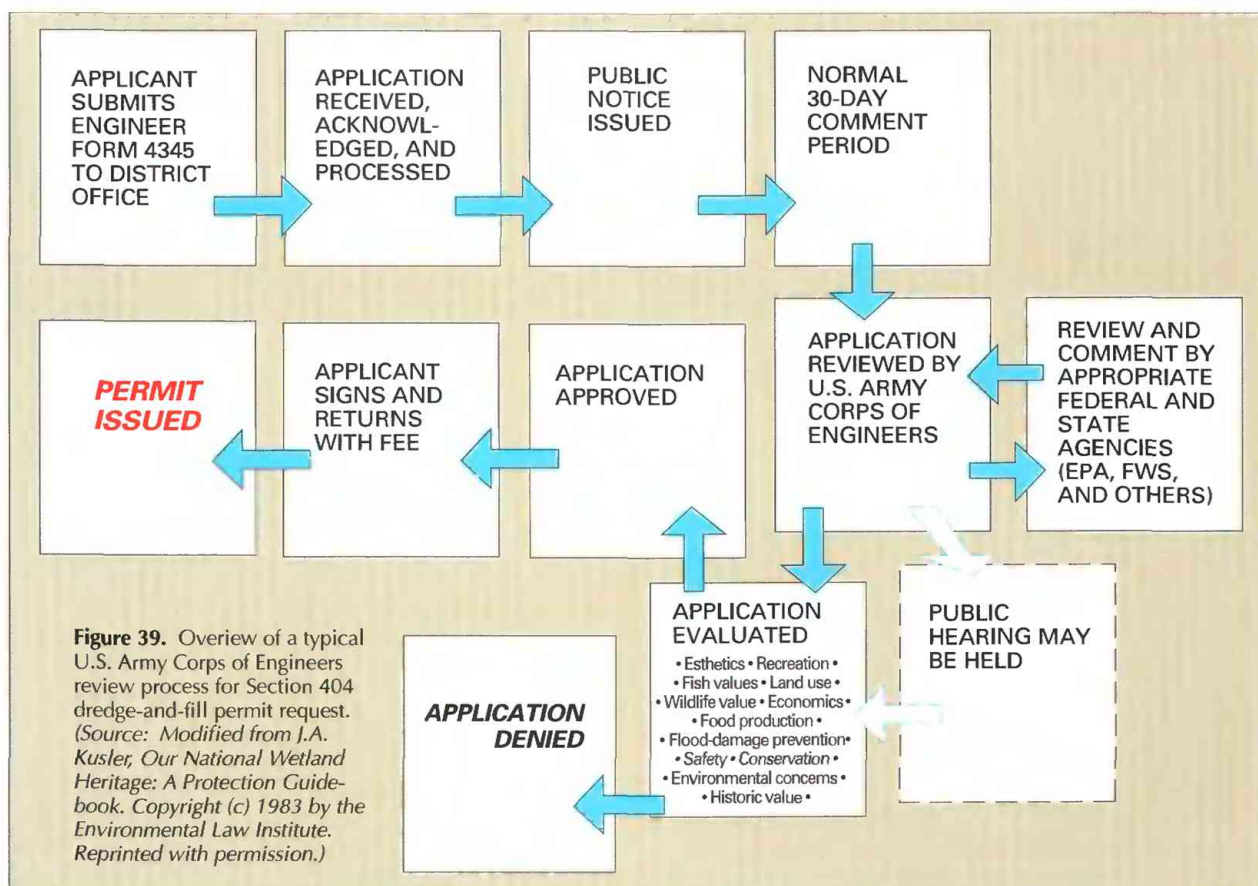 APPLICANT
SUBMITS
ENGINEER
FORM 4345
TO DISTRICT
OFFICE
APPLICATION
RECEIVED,
ACKNOWL-
EDGED, AND
PROCESSED
PUBLIC
NOTICE
ISSUED
NORMAL
30-DAY
COMMENT
PERIOD
APPLICATION
REVIEWED BY
U.S. ARMY
CORPS OF
ENGINEERS
REVIEW AND
COMMENT BY
APPROPRIATE
FEDERAL AND
STATE
AGENCIES
(EPA, FWS,
AND OTHERS)
PUBLIC
HEARING MAY
BE HELD
APPLICATION
EVALUATED
• Esthetics • Recreation •
• Fish values • Land use •
• Wildlife value • Economics •
• Food production •
• Flood-damage prevention •
• Safety • Conservation •
• Environmental concerns •
• Historic value •
APPLICATION
APPROVED
APPLICANT
SIGNS AND
RETURNS
WITH FEE
PERMIT
ISSUED
APPLICATION
DENIED
Figure 39. Overiew of a typical
U.S. Army Corps of Engineers
review process for Section 404
dredge-and-fill permit request.
(Source: Modified from J.A.
Kusler, Our National Wetland
Heritage: A Protection Guide-
book. Copyright (c) 1983 by the
Environmental Law Institute.
Reprinted with permission.)